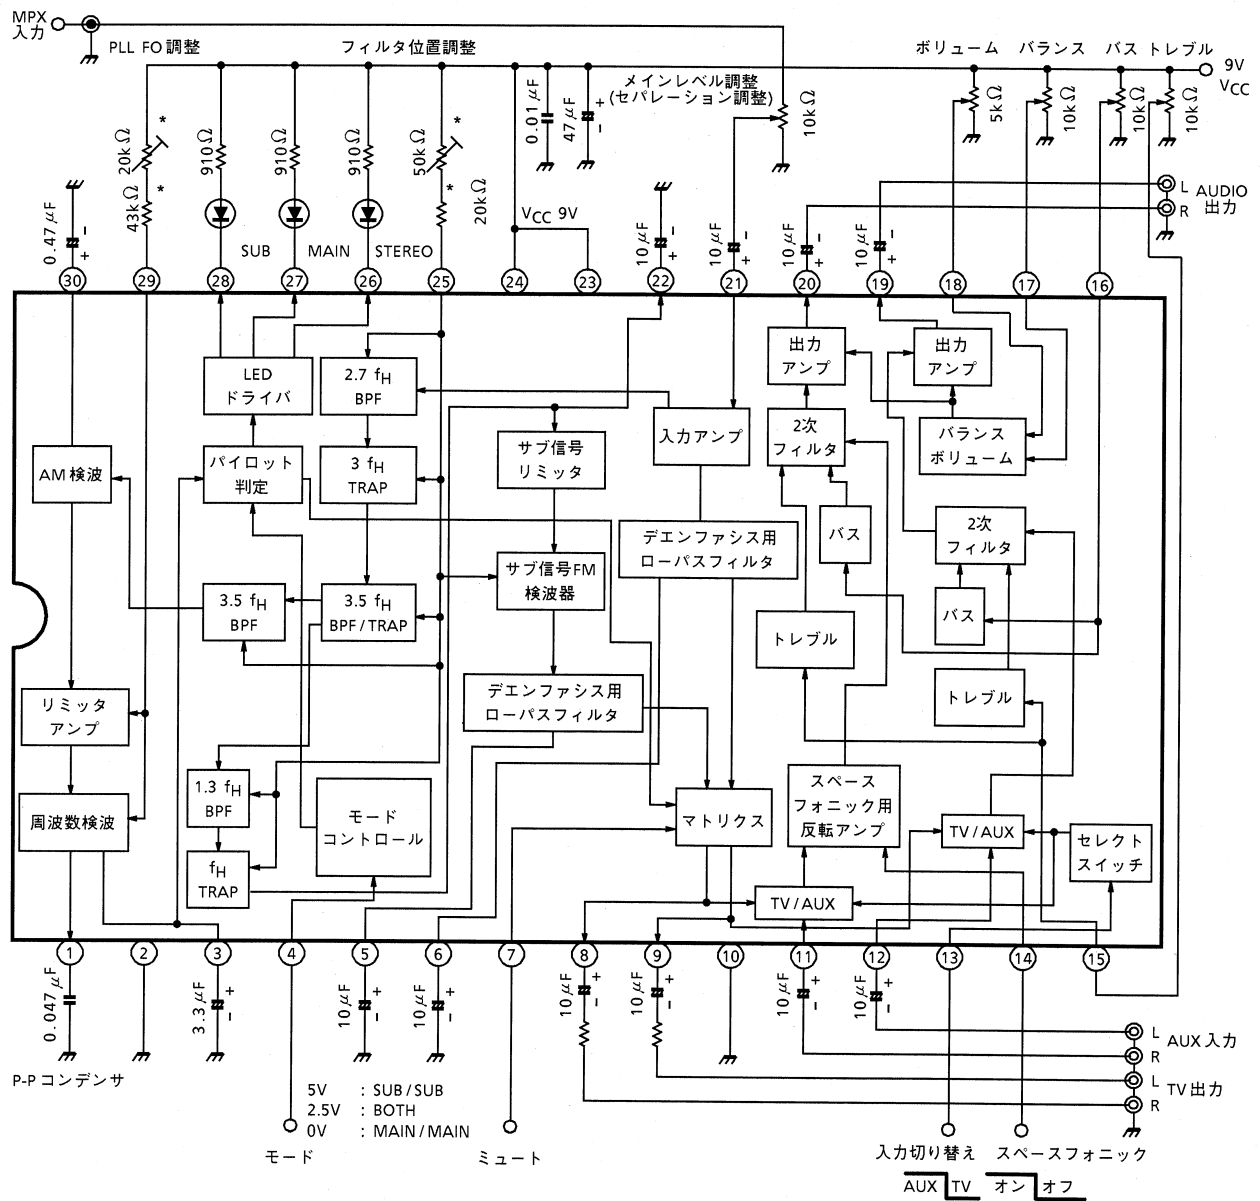 MPX
入力
PLL FO調整
フィルタ位置調整
メインレベル調整
(セパレーション調整)
ボリューム
バランス
バス
トレブル
9V
VCC
20kΩ
*
43kΩ
*
910Ω
910Ω
910Ω
50kΩ
*
20kΩ
*
0.01μF
47μF
+
-
10kΩ
5kΩ
10kΩ
10kΩ
10kΩ
0.47μF
-
+
SUB
MAIN
STEREO
VCC 9V
10μF
-
+
10μF
-
+
10μF
-
+
10μF
-
+
L
R
AUDIO
出力
30
29
28
27
26
25
24
23
22
21
20
19
18
17
16
LED
ドライバ
2.7 fH
BPF
入力アンプ
出力
アンプ
出力
アンプ
2次
フィルタ
バランス
ボリューム
AM検波
パイロット
判定
3 fH
TRAP
サブ信号
リミッタ
デエンファシス用
ローパスフィルタ
バス
2次
フィルタ
3.5 fH
BPF
3.5 fH
BPF/TRAP
サブ信号FM
検波器
トレブル
バス
リミッタ
アンプ
デエンファシス用
ローパスフィルタ
トレブル
1.3 fH
BPF
モード
コントロール
マトリクス
スペース
フォニック用
反転アンプ
TV/AUX
セレクト
スイッチ
周波数検波
fH
TRAP
TV/AUX
1
2
3
4
5
6
7
8
9
10
11
12
13
14
15
0.047μF
3.3μF
+
-
10μF
+
-
10μF
+
-
10μF
+
-
10μF
+
-
10μF
+
-
10μF
+
-
P-Pコンデンサ
L
R
AUX入力
L
R
TV出力
5V : SUB/SUB
2.5V : BOTH
0V : MAIN/MAIN
モード
ミュート
入力切り替え
スペースフォニック
AUX
TV
オン
オフ